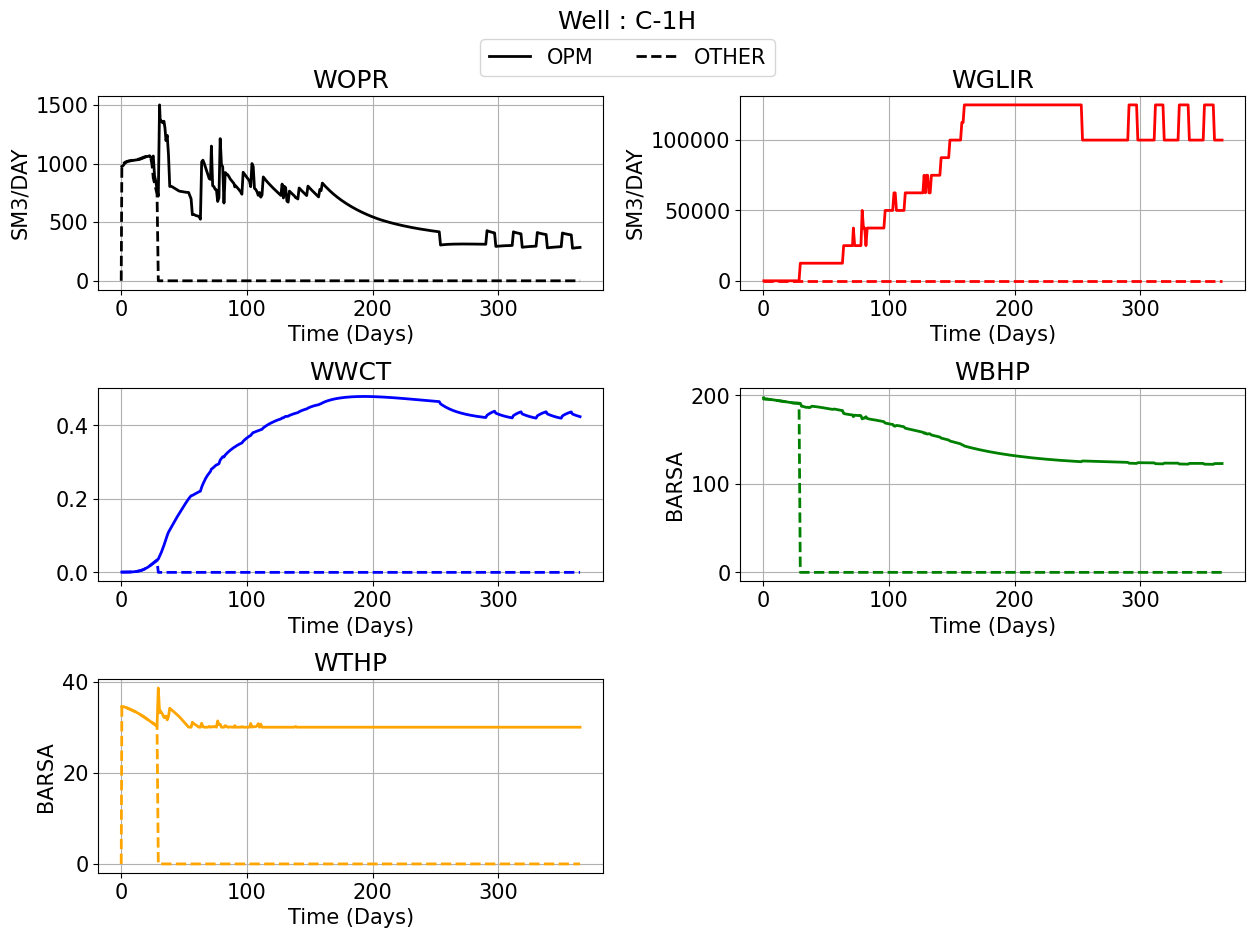 Well : C-1H
OPM OTHER
WOPR
1500
1000
500
0
SM3/DAY
0 100 200 300
Time (Days)
WGLIR
100000
50000
0
SM3/DAY
0 100 200 300
Time (Days)
WWCT
0.4
0.2
0.0
0 100 200 300
Time (Days)
WBHP
200
100
0
BARSA
0 100 200 300
Time (Days)
WTHP
40
20
0
BARSA
0 100 200 300
Time (Days)